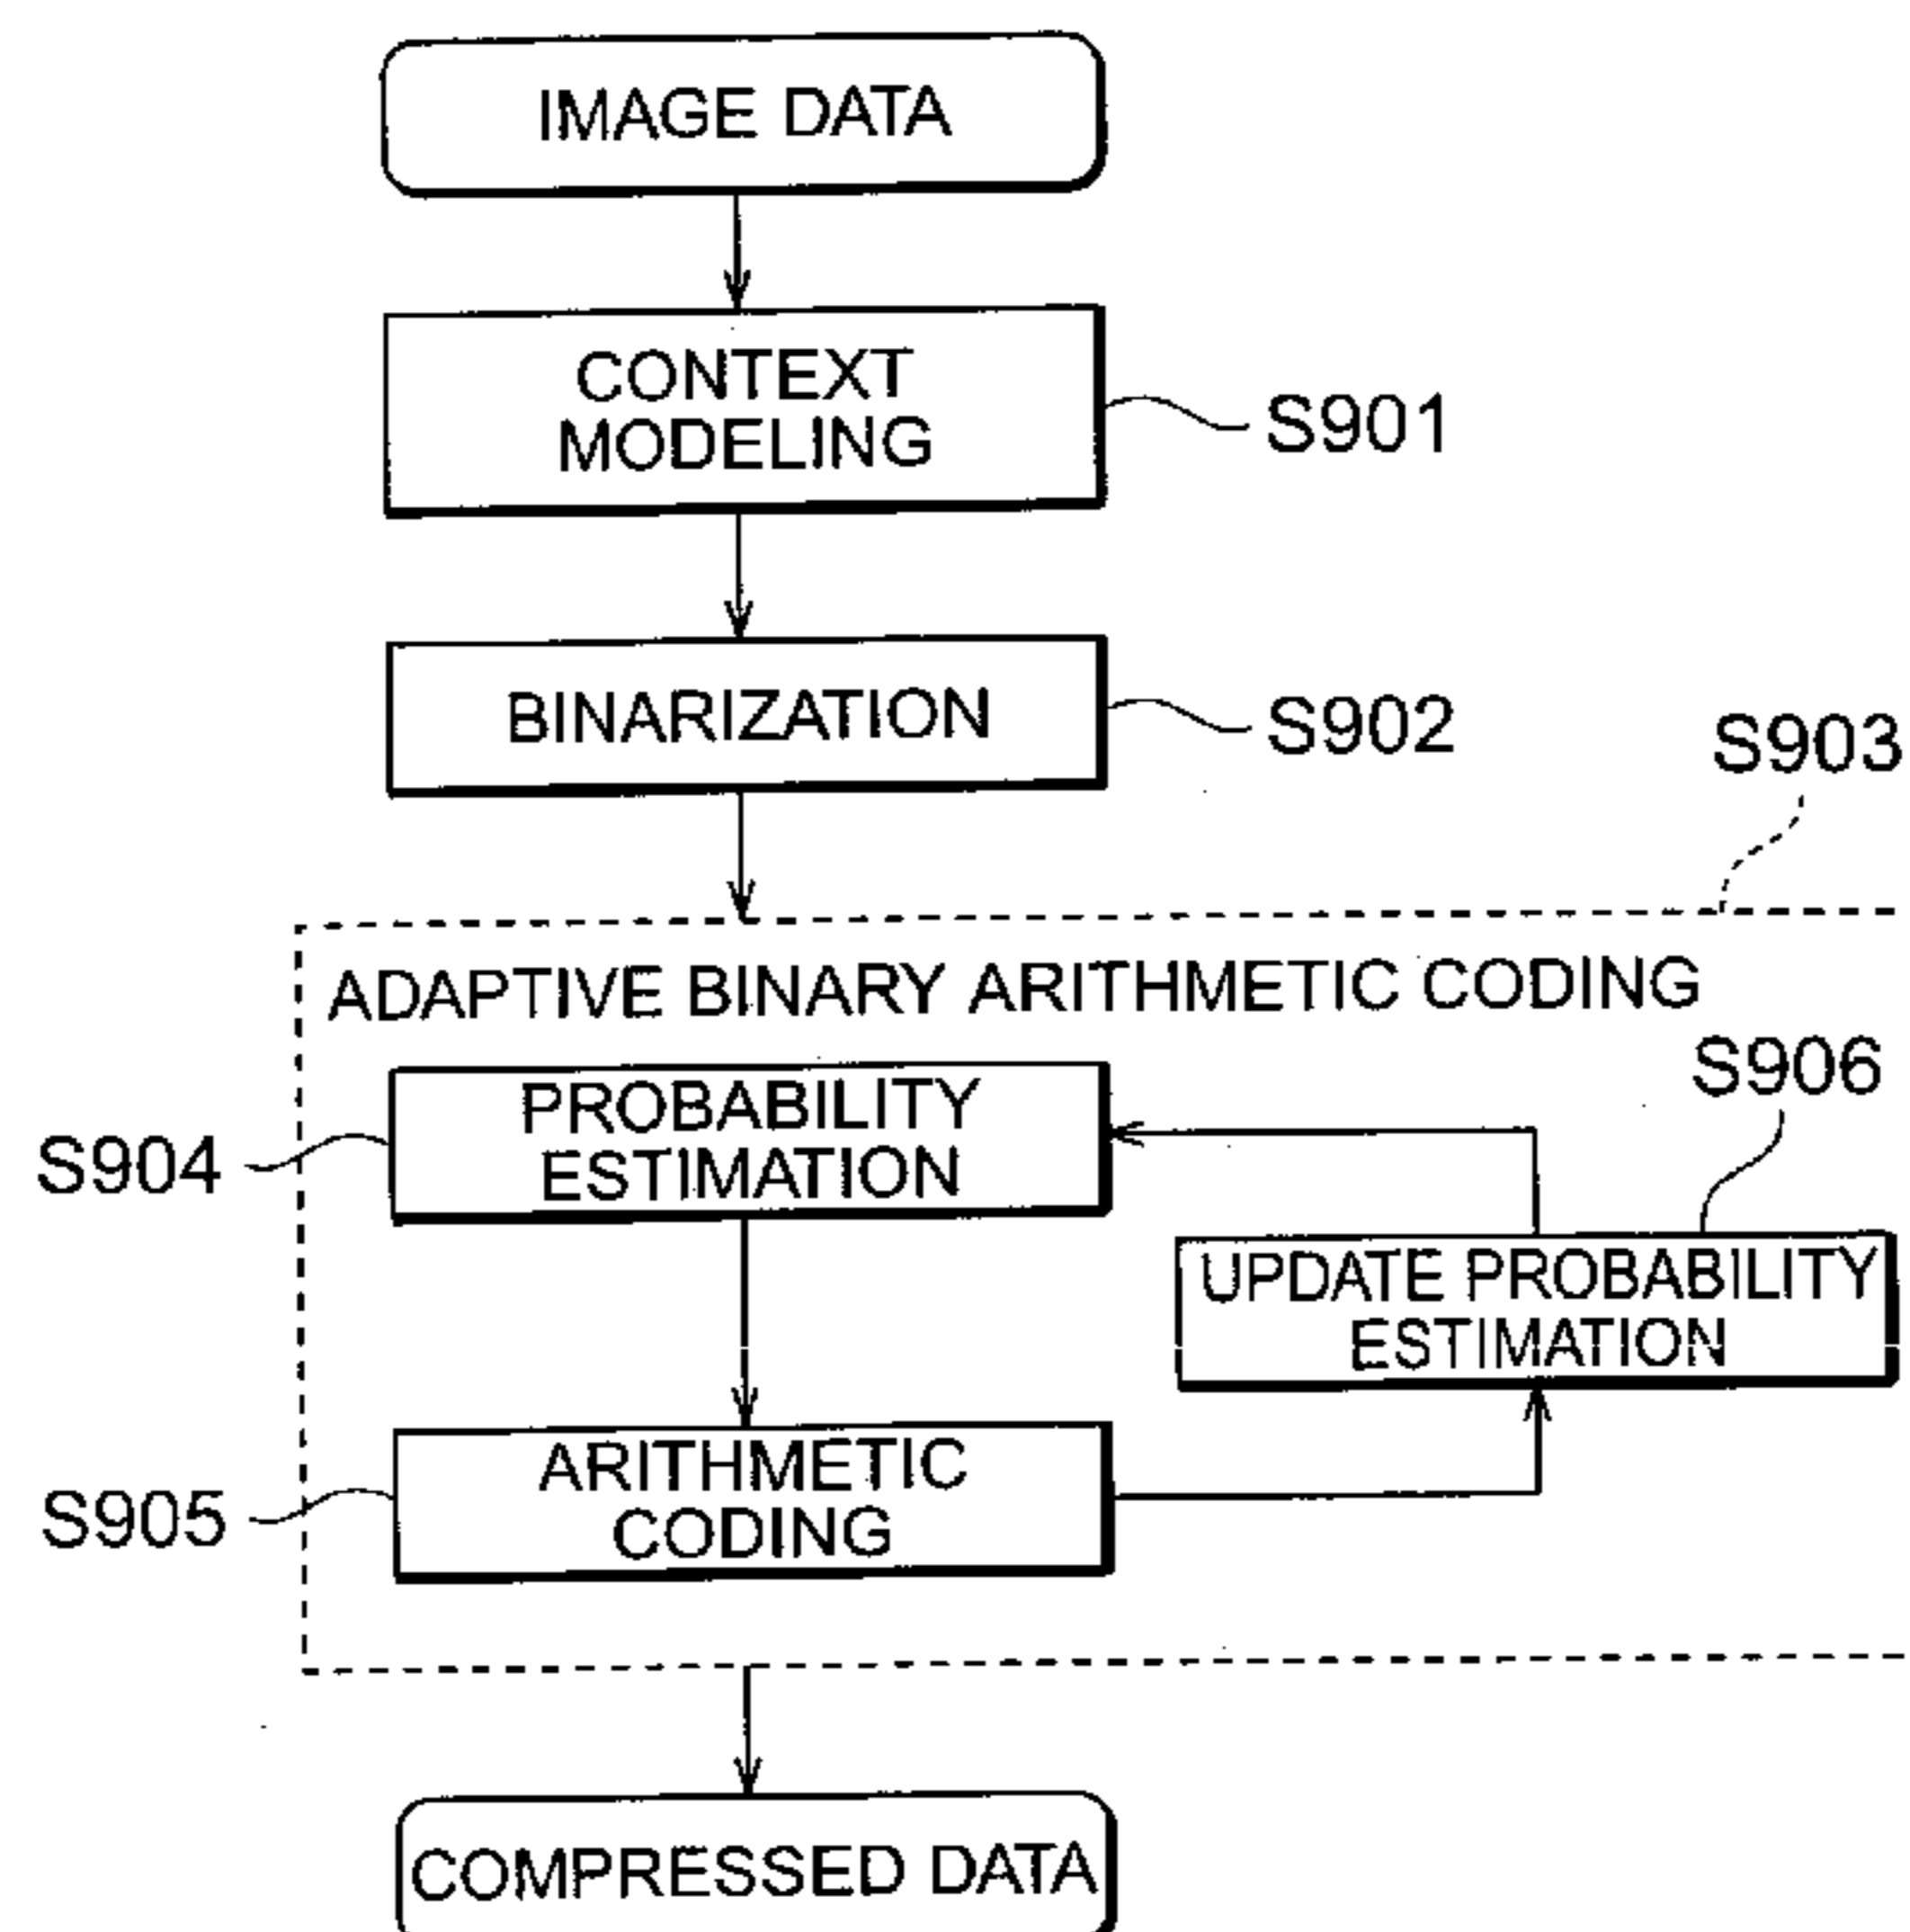 IMAGE DATA
CONTEXT
MODELING
S901
BINARIZATION
S902
S903
ADAPTIVE BINARY ARITHMETIC CODING
S906
PROBABILITY
ESTIMATION
S904
UPDATE PROBABILITY
ESTIMATION
ARITHMETIC
CODING
S905
COMPRESSED DATA